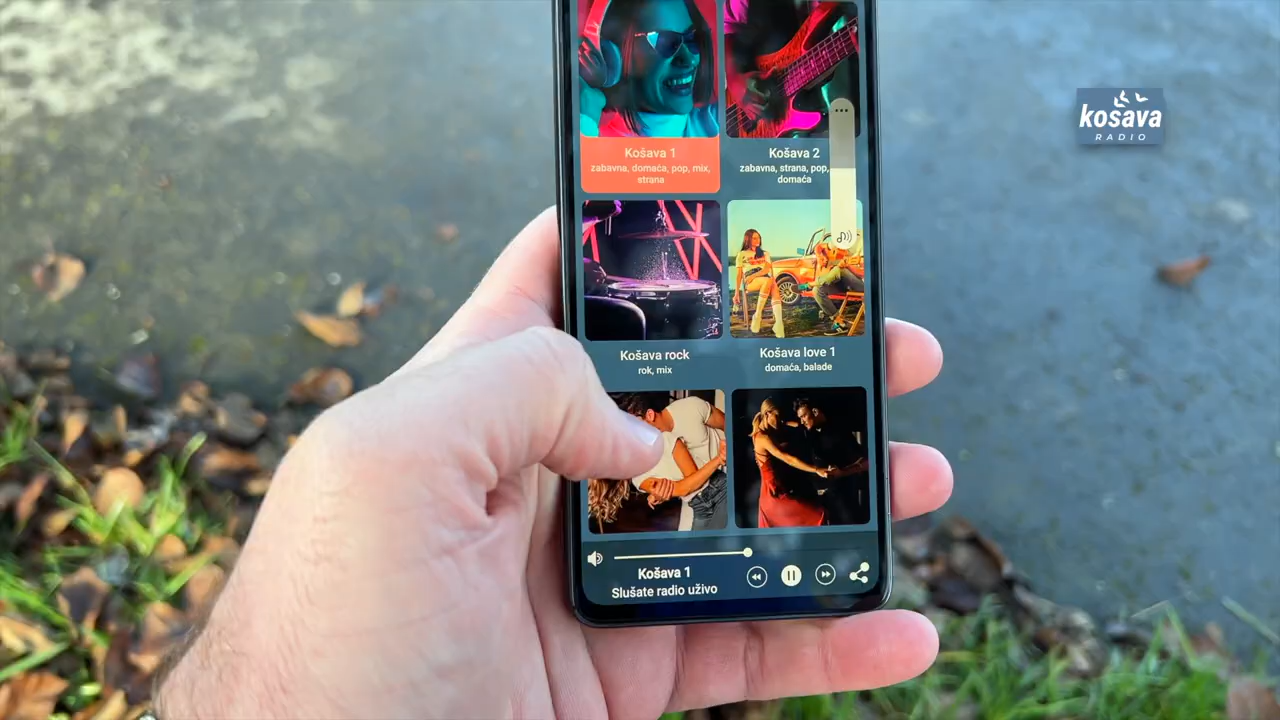 košava
RADIO
Košava 1
zabavna, domaća, pop, mix,
strana
Košava 2
zabavna, strana, pop,
domaća
Košava rock
rok, mix
Košava love 1
domaća, balade
Košava 1
Slušate radio uživo